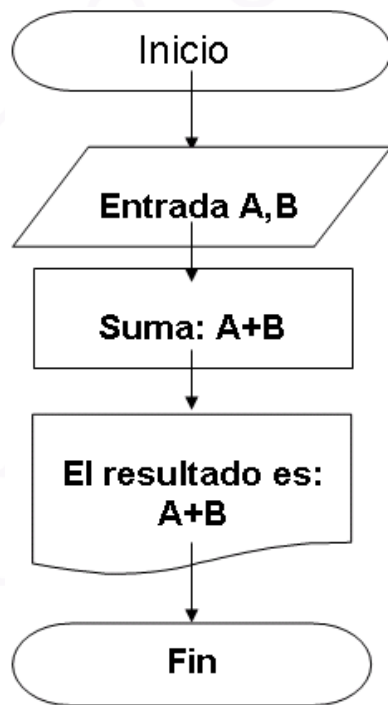 Inicio
Entrada A,B
Suma: A+B
El resultado es:
A+B
Fin